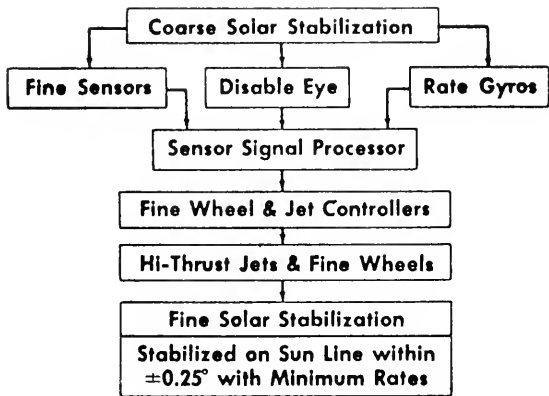 Coarse Solar Stabilization
Fine Sensors
Disable Eye
Rate Gyros
Sensor Signal Processor
Fine Wheel & Jet Controllers
Hi-Thrust Jets & Fine Wheels
Fine Solar Stabilization
Stabilized on Sun Line within
±0.25° with Minimum Rates